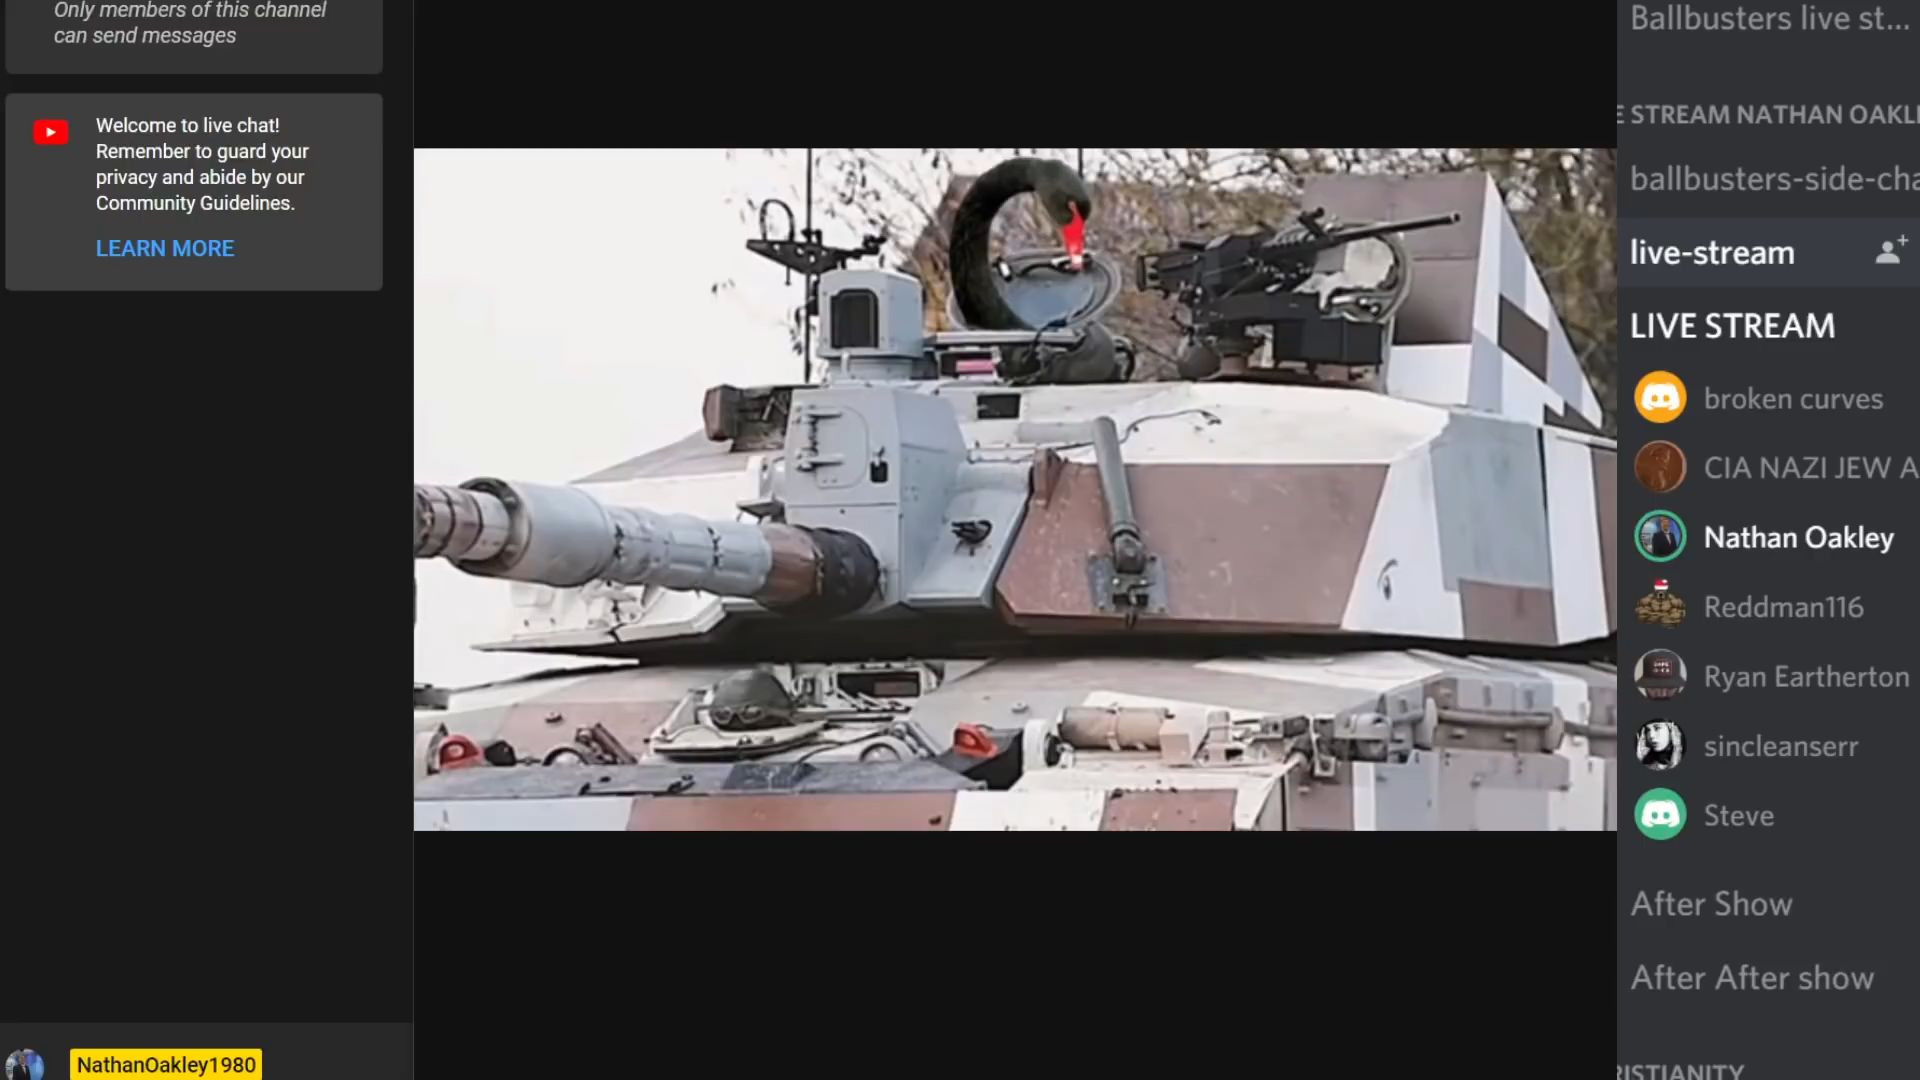 Only members of this channel
can send messages
Welcome to live chat!
Remember to guard your
privacy and abide by our
Community Guidelines.
LEARN MORE
NathanOakley1980
Ballbusters live st...
E STREAM NATHAN OAKL
ballbusters-side-cha
live-stream
LIVE STREAM
broken curves
CIA NAZI JEW A
Nathan Oakley
Reddman116
Ryan Eartherton
sincleanserr
Steve
After Show
After After show
RISTIANITY